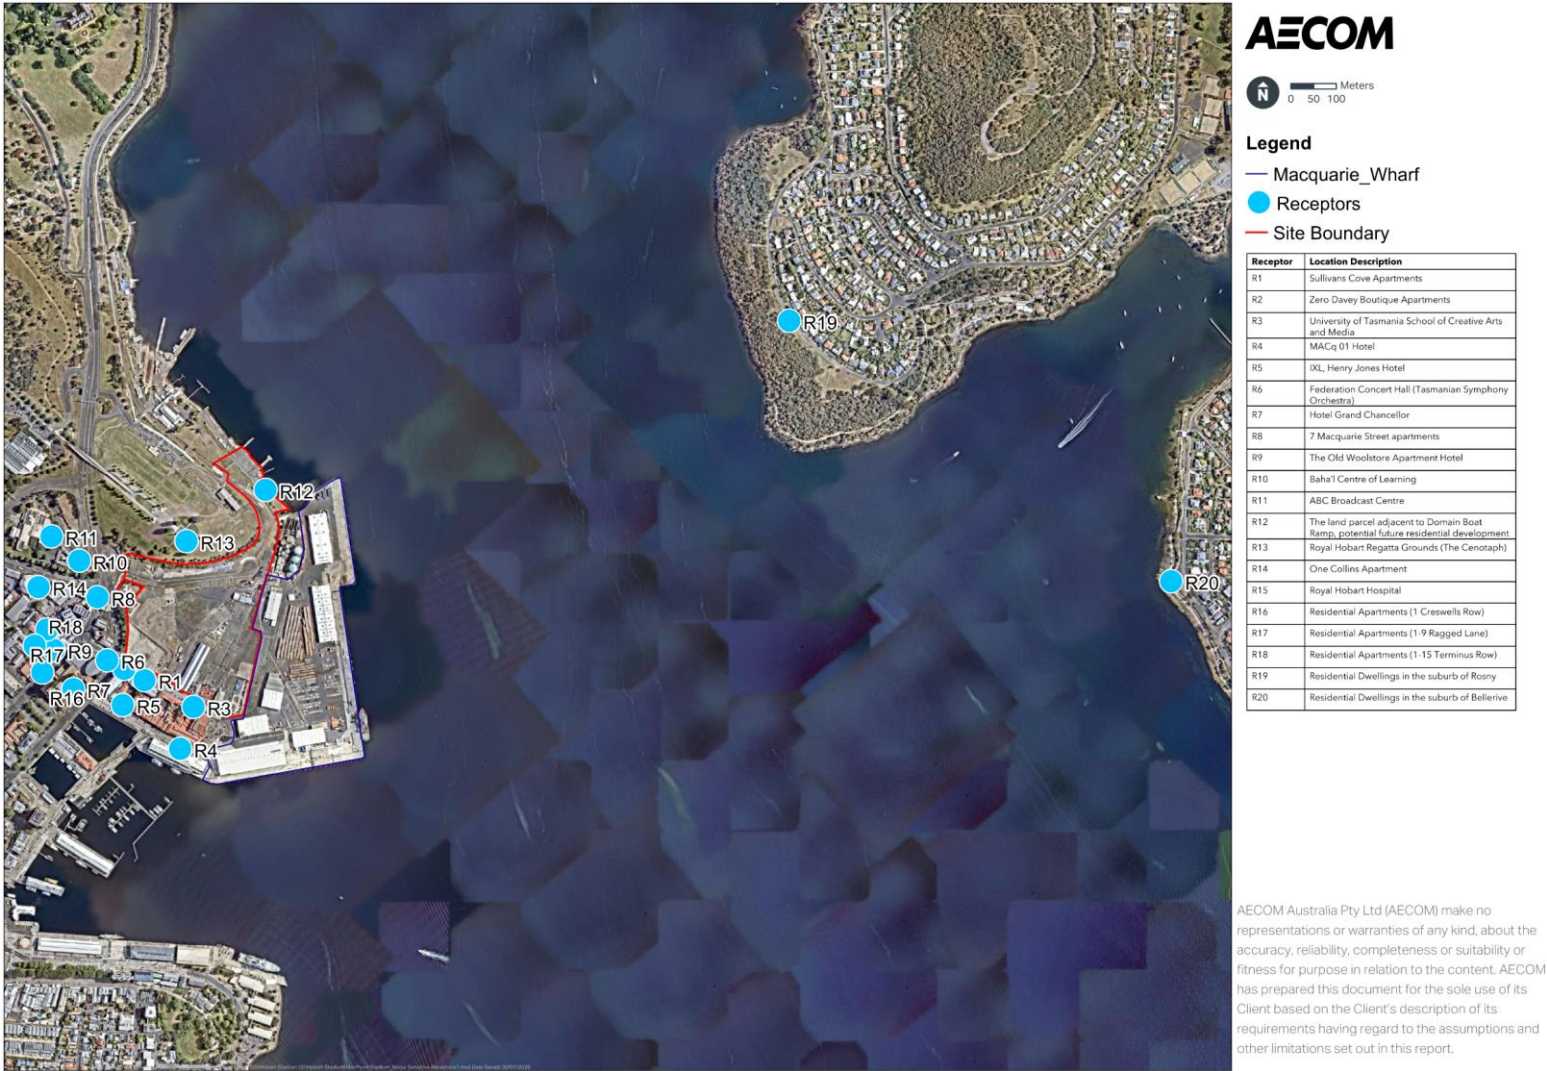 AECOM
N
Meters
0 50 100
Legend
Macquarie_Wharf
Receptors
Site Boundary
Receptor Location Description
R1 Sullivans Cove Apartments
R2 Zero Davey Boutique Apartments
R3 University of Tasmania School of Creative Arts
and Media
R4 MACq 01 Hotel
R5 IXL, Henry Jones Hotel
R6 Federation Concert Hall (Tasmanian Symphony
Orchestra)
R7 Hotel Grand Chancellor
R8 7 Macquarie Street apartments
R9 The Old Woolstore Apartment Hotel
R10 Baha'I Centre of Learning
R11 ABC Broadcast Centre
R12 The land parcel adjacent to Domain Boat
Ramp, potential future residential development
R13 Royal Hobart Regatta Grounds (The Cenotaph)
R14 One Collins Apartment
R15 Royal Hobart Hospital
R16 Residential Apartments (1 Creswells Row)
R17 Residential Apartments (1-9 Ragged Lane)
R18 Residential Apartments (1-15 Terminus Row)
R19 Residential Dwellings in the suburb of Rosny
R20 Residential Dwellings in the suburb of Bellerive
R19
R12
R11
R13
R10
R14
R20
R8
R18
R9
R17
R6
R1
R7
R16
R5
R3
R4
AECOM Australia Pty Ltd (AECOM) make no
representations or warranties of any kind, about the
accuracy, reliability, completeness or suitability or
fitness for purpose in relation to the content. AECOM
has prepared this document for the sole use of its
Client based on the Client's description of its
requirements having regard to the assumptions and
other limitations set out in this report.